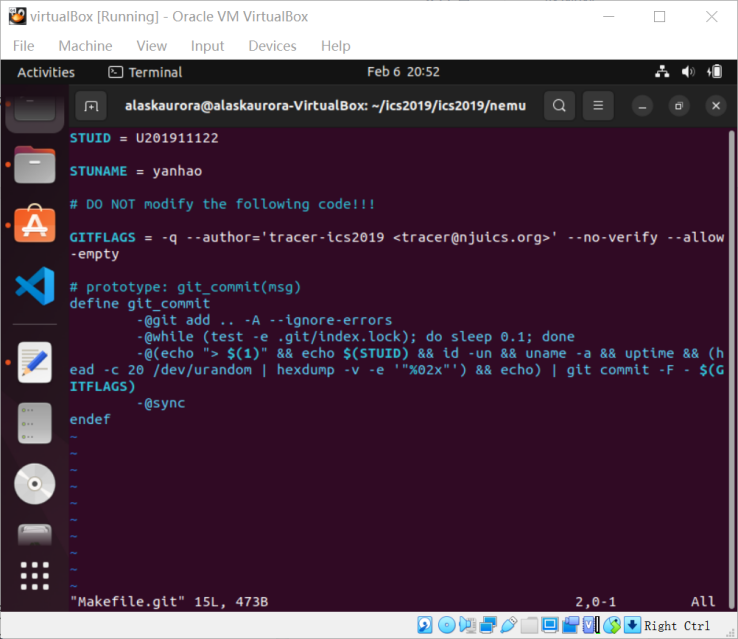 virtualBox [Running] - Oracle VM VirtualBox
File Machine View Input Devices Help
Activities Terminal Feb 6 20:52
alaskaurora@alaskaurora-VirtualBox: ~/ics2019/ics2019/nemu
STUID = U201911122
STUNAME = yanhao
# DO NOT modify the following code!!!
GITFLAGS = -q --author='tracer-ics2019 <tracer@njuics.org>' --no-verify --allow
-empty
# prototype: git_commit(msg)
define git_commit
-@git add .. -A --ignore-errors
-@while (test -e .git/index.lock); do sleep 0.1; done
-@(echo "> $(1)" && echo $(STUID) && id -un && uname -a && uptime && (h
ead -c 20 /dev/urandom | hexdump -v -e '"%02x"') && echo) | git commit -F - $(G
ITFLAGS)
-@sync
endef
~
~
~
~
~
~
~
~
~
~
"Makefile.git" 15L, 473B 2,0-1 All
Right Ctrl